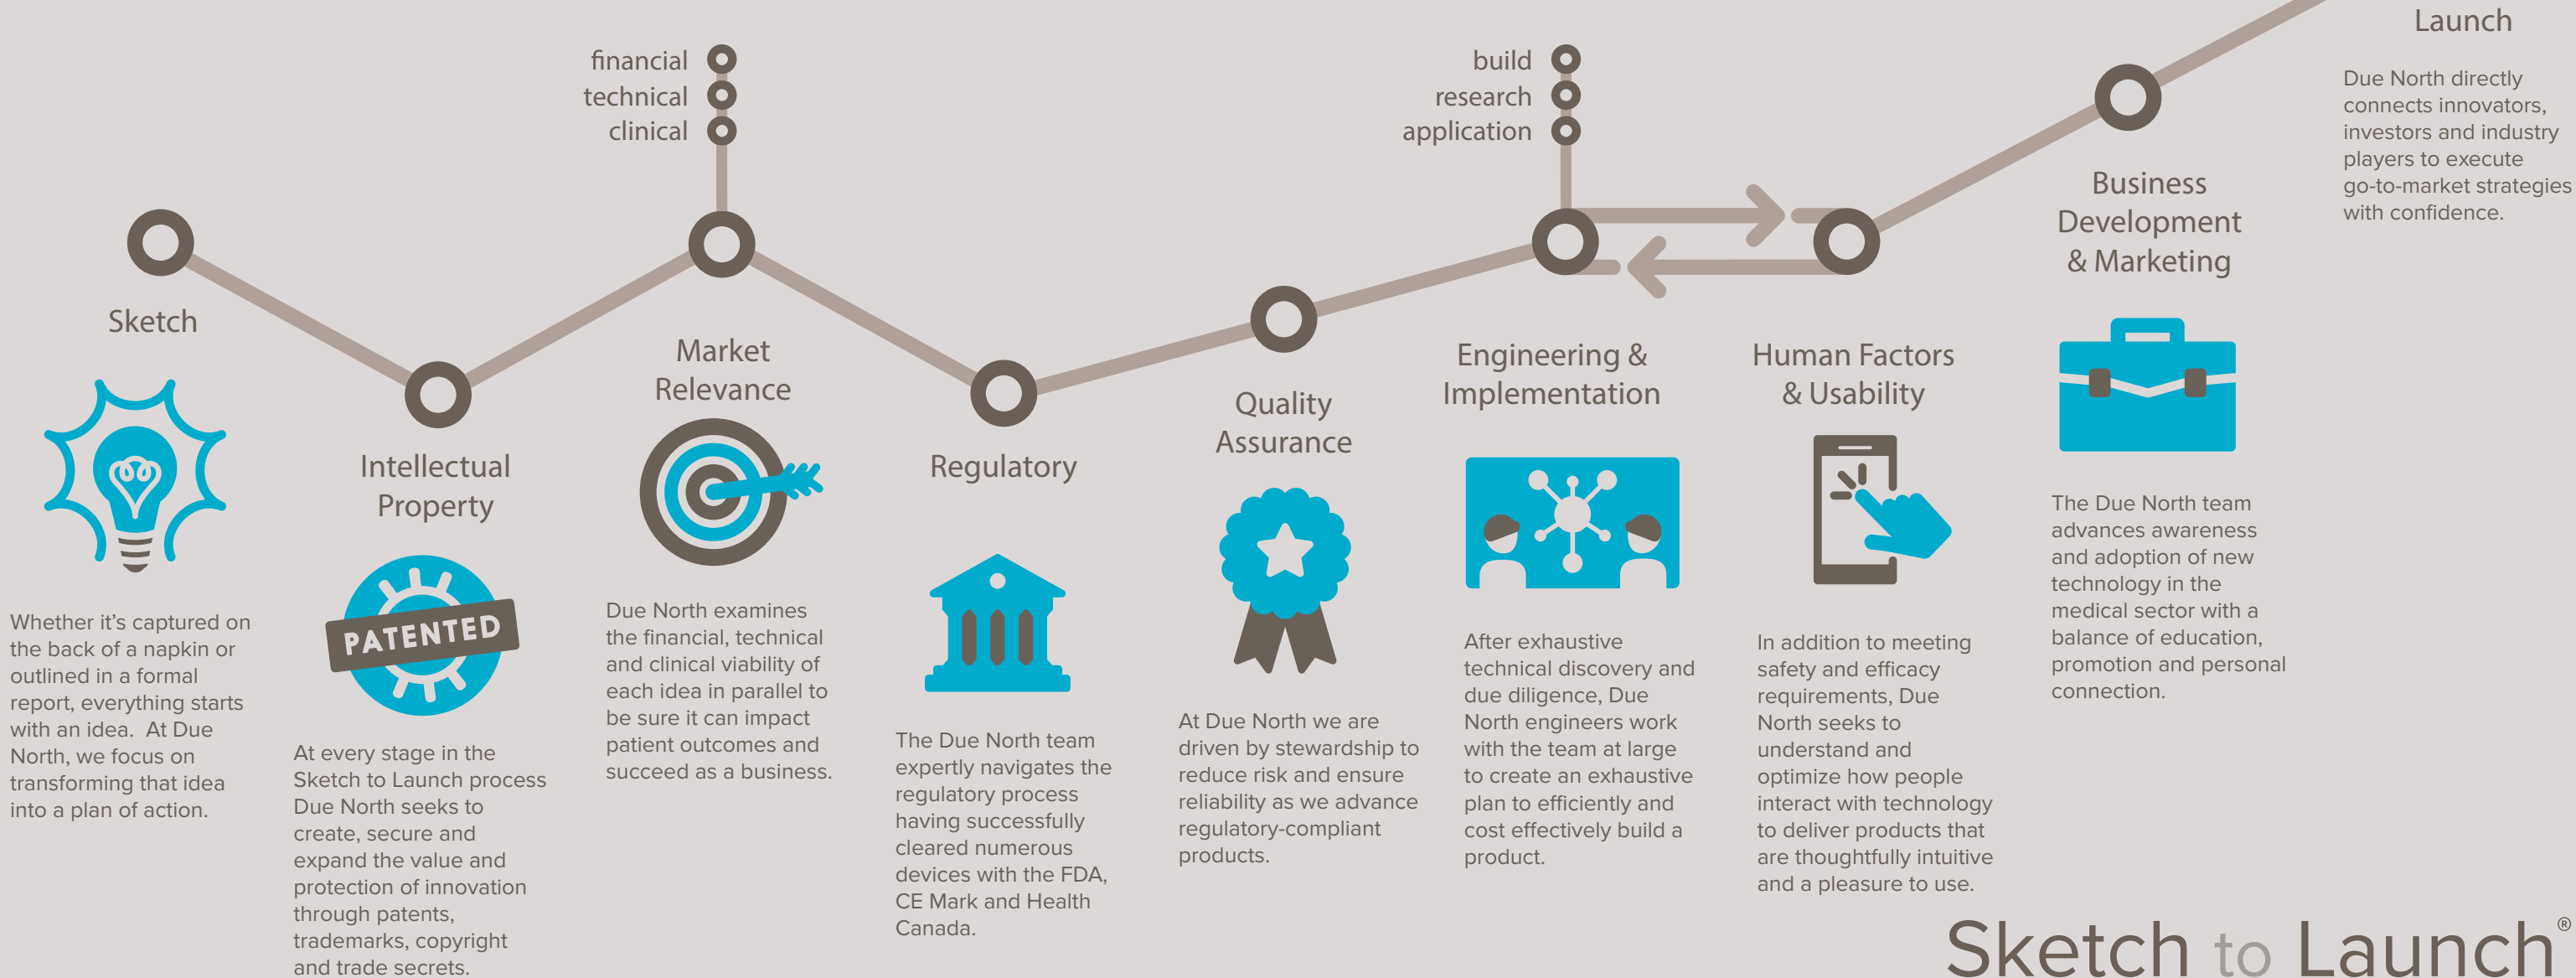 financial
technical
clinical
build
research
application
Sketch
Whether it’s captured on
the back of a napkin or
outlined in a formal
report, everything starts
with an idea.  At Due
North, we focus on
transforming that idea
into a plan of action.
Intellectual
Property
PATENTED
At every stage in the
Sketch to Launch process
Due North seeks to
create, secure and
expand the value and
protection of innovation
through patents,
trademarks, copyright
and trade secrets.
Market
Relevance
Due North examines
the financial, technical
and clinical viability of
each idea in parallel to
be sure it can impact
patient outcomes and
succeed as a business.
Regulatory
The Due North team
expertly navigates the
regulatory process
having successfully
cleared numerous
devices with the FDA,
CE Mark and Health
Canada.
Quality
Assurance
At Due North we are
driven by stewardship to
reduce risk and ensure
reliability as we advance
regulatory-compliant
products.
Engineering &
Implementation
After exhaustive
technical discovery and
due diligence, Due
North engineers work
with the team at large
to create an exhaustive
plan to efficiently and
cost effectively build a
product.
Human Factors
& Usability
In addition to meeting
safety and efficacy
requirements, Due
North seeks to
understand and
optimize how people
interact with technology
to deliver products that
are thoughtfully intuitive
and a pleasure to use.
Business
Development
& Marketing
The Due North team
advances awareness
and adoption of new
technology in the
medical sector with a
balance of education,
promotion and personal
connection.
Launch
Due North directly
connects innovators,
investors and industry
players to execute
go-to-market strategies
with confidence.
Sketch to Launch®